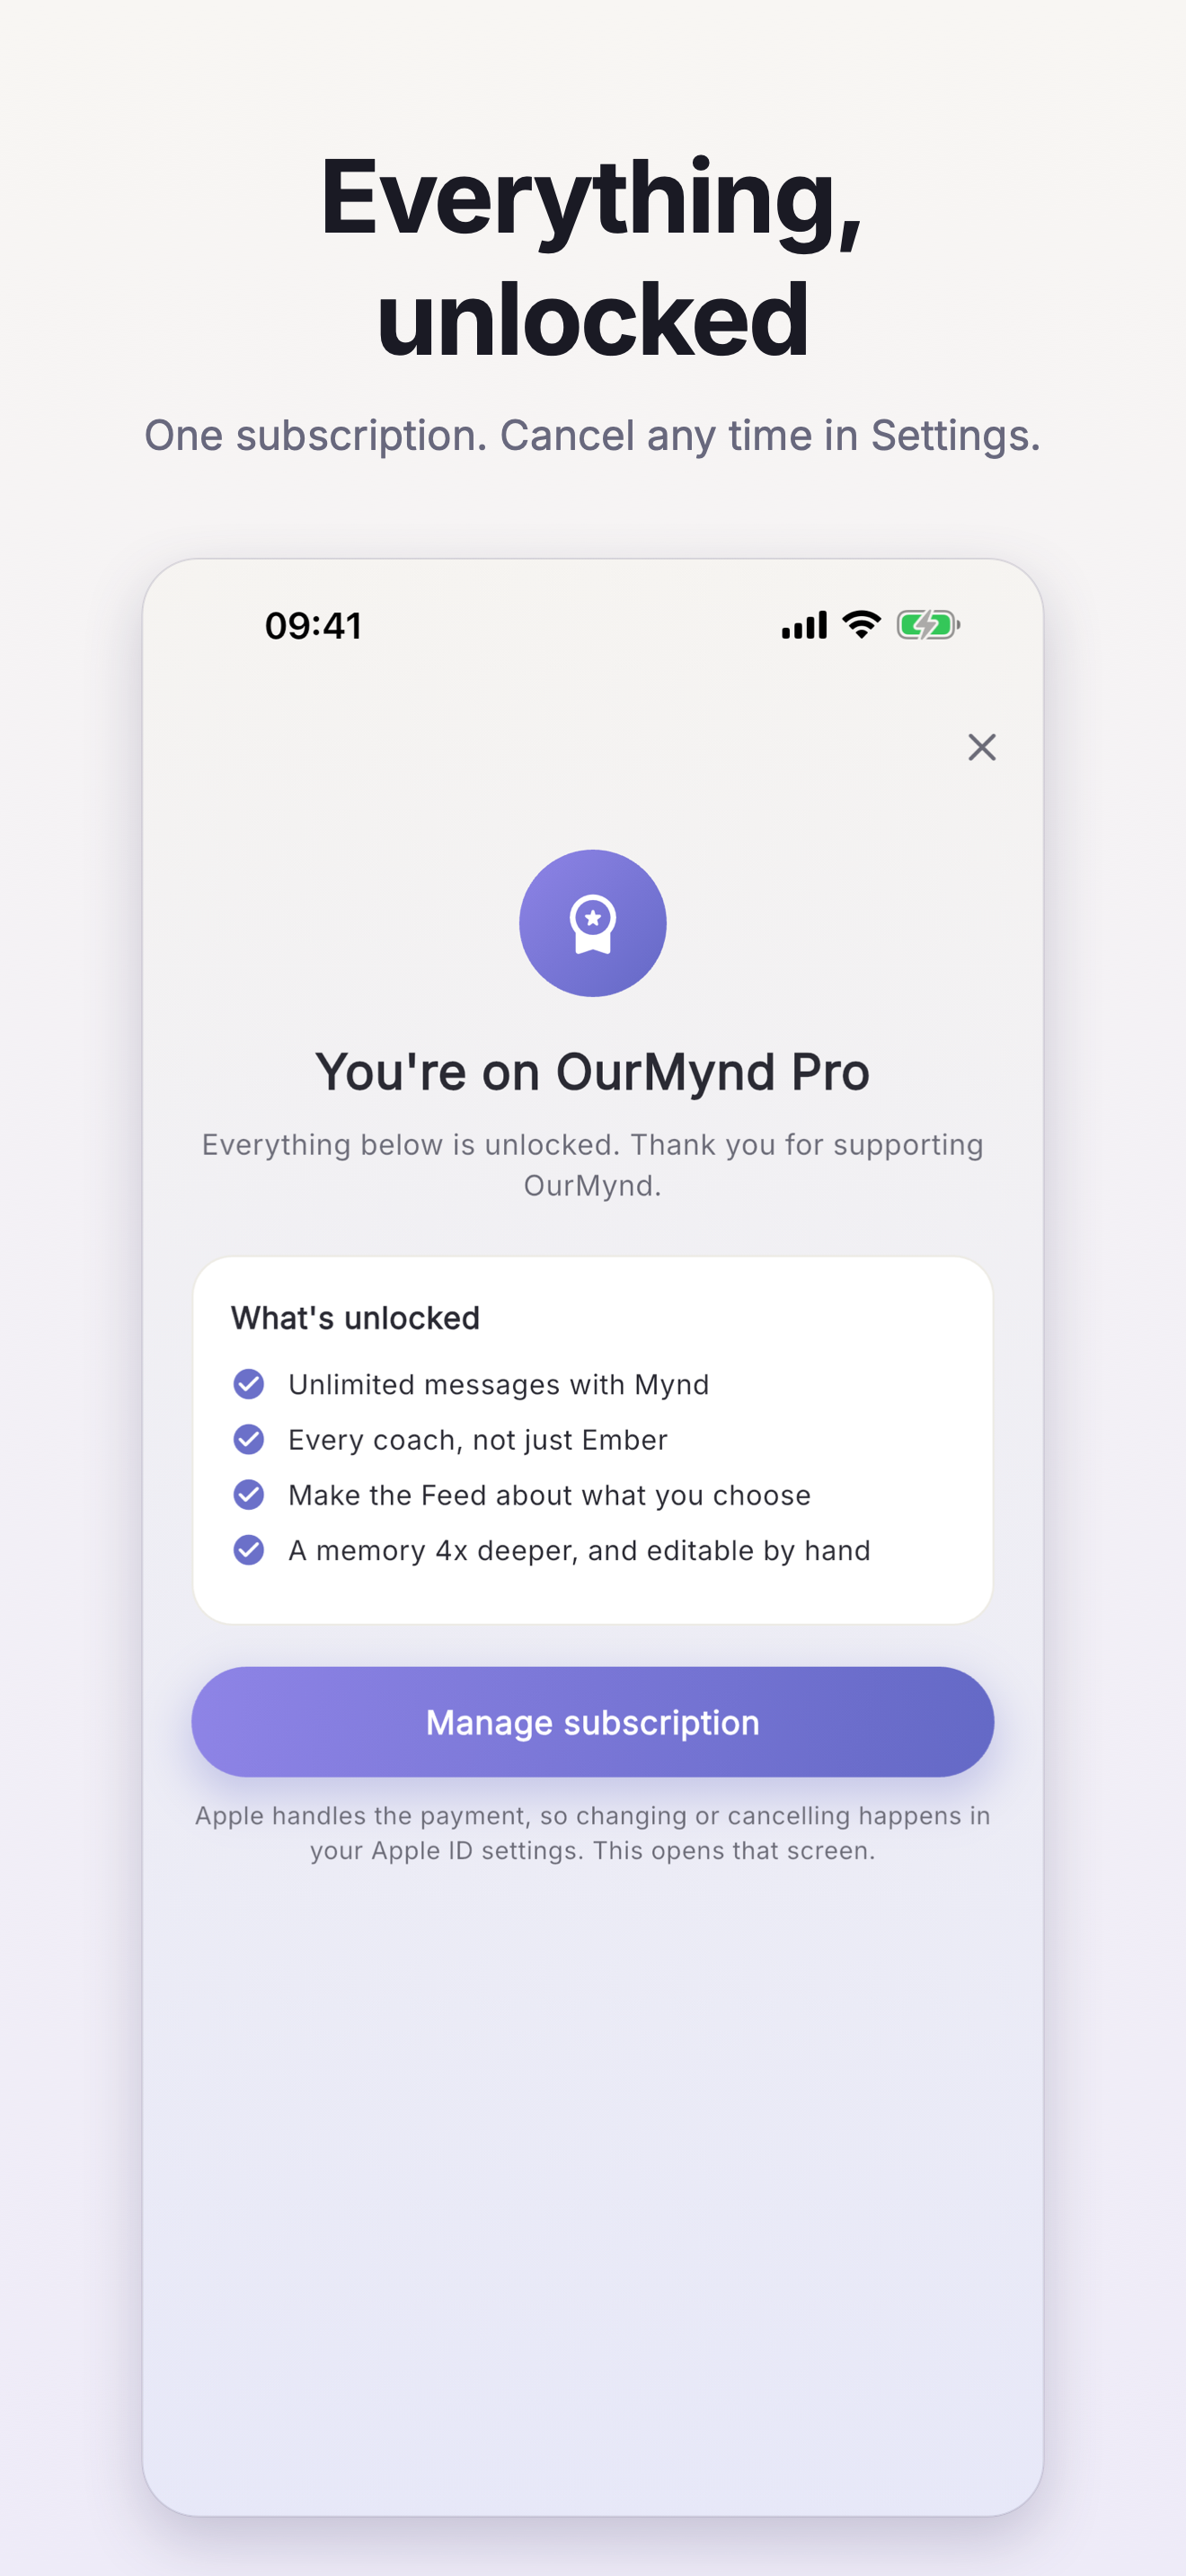 Everything,
unlocked
One subscription. Cancel any time in Settings.
09:41
You're on OurMynd Pro
Everything below is unlocked. Thank you for supporting
OurMynd.
What's unlocked
Unlimited messages with Mynd
Every coach, not just Ember
Make the Feed about what you choose
A memory 4x deeper, and editable by hand
Manage subscription
Apple handles the payment, so changing or cancelling happens in
your Apple ID settings. This opens that screen.